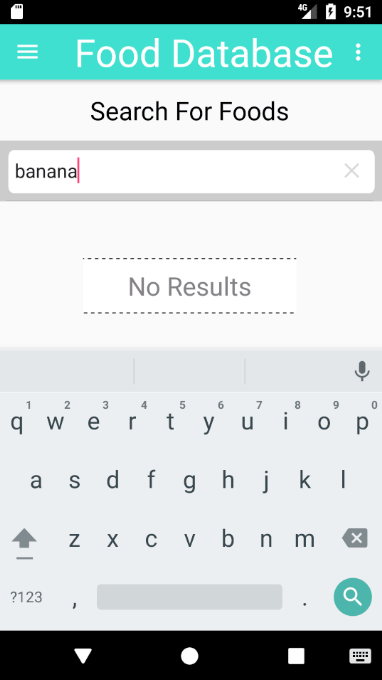 4G 9:51
Food Database
Search For Foods
banana
No Results
1 2 3 4 5 6 7 8 9 0
q w e r t y u i o p
a s d f g h j k l
z x c v b n m
?123 , .